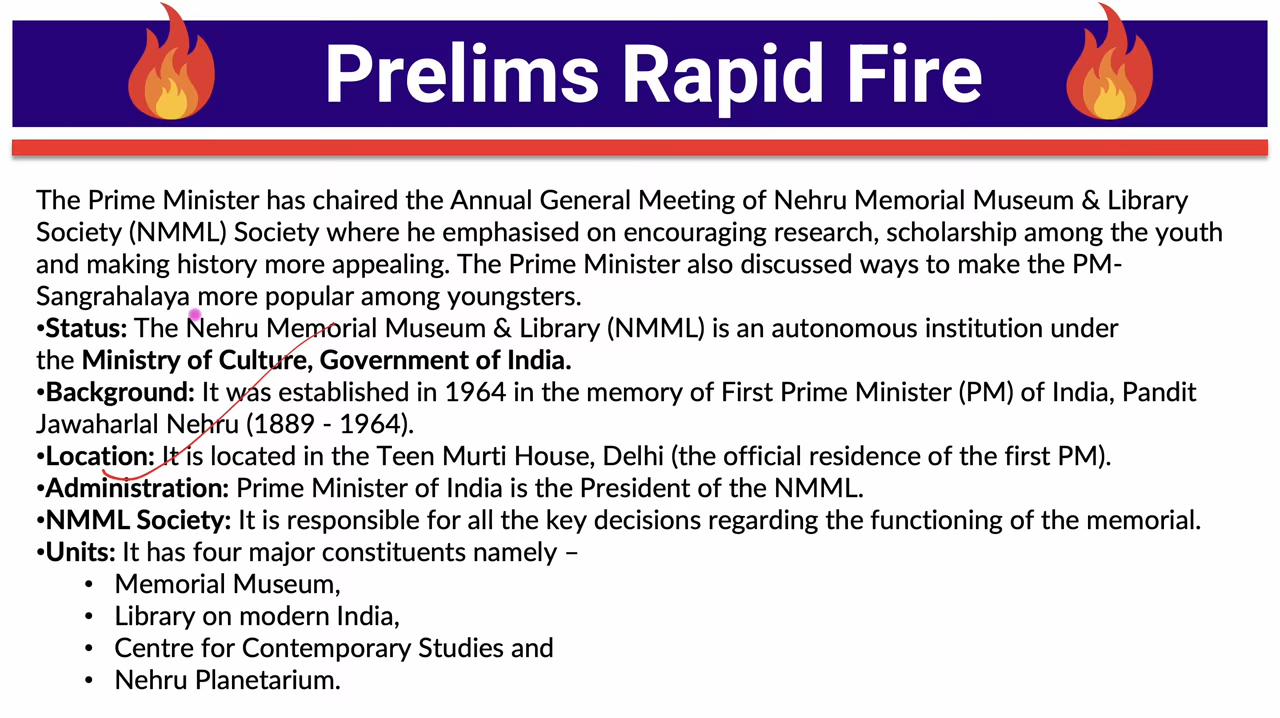 Prelims Rapid Fire
The Prime Minister has chaired the Annual General Meeting of Nehru Memorial Museum & Library
Society (NMML) Society where he emphasised on encouraging research, scholarship among the youth
and making history more appealing. The Prime Minister also discussed ways to make the PM-
Sangrahalaya more popular among youngsters.
•Status: The Nehru Memorial Museum & Library (NMML) is an autonomous institution under
the Ministry of Culture, Government of India.
•Background: It was established in 1964 in the memory of First Prime Minister (PM) of India, Pandit
Jawaharlal Nehru (1889 - 1964).
•Location: It is located in the Teen Murti House, Delhi (the official residence of the first PM).
•Administration: Prime Minister of India is the President of the NMML.
•NMML Society: It is responsible for all the key decisions regarding the functioning of the memorial.
•Units: It has four major constituents namely –
• Memorial Museum,
• Library on modern India,
• Centre for Contemporary Studies and
• Nehru Planetarium.